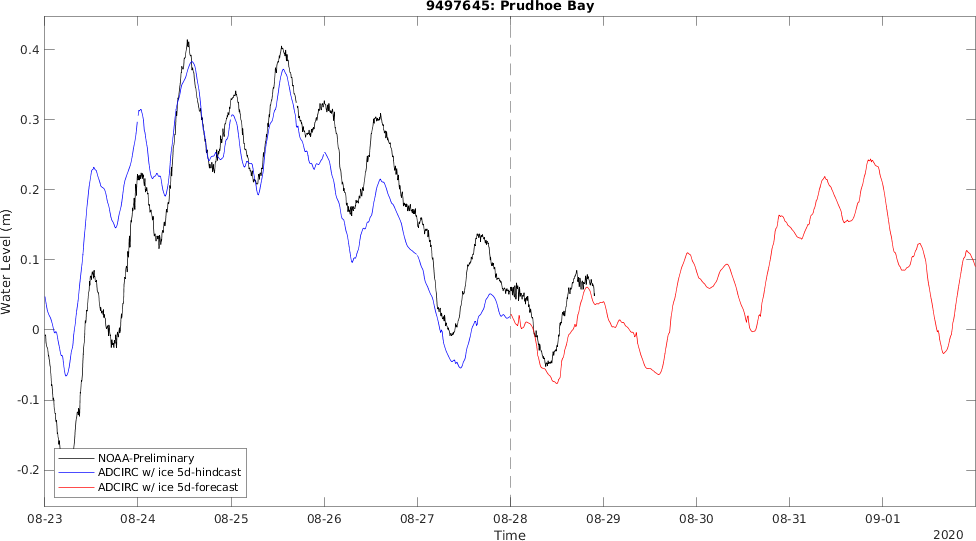 9497645: Prudhoe Bay
0.4
0.3
0.2
0.1
0
-0.1
-0.2
Water Level (m)
NOAA-Preliminary
ADCIRC w/ ice 5d-hindcast
ADCIRC w/ ice 5d-forecast
08-23 08-24 08-25 08-26 08-27 08-28 08-29 08-30 08-31 09-01
Time
2020